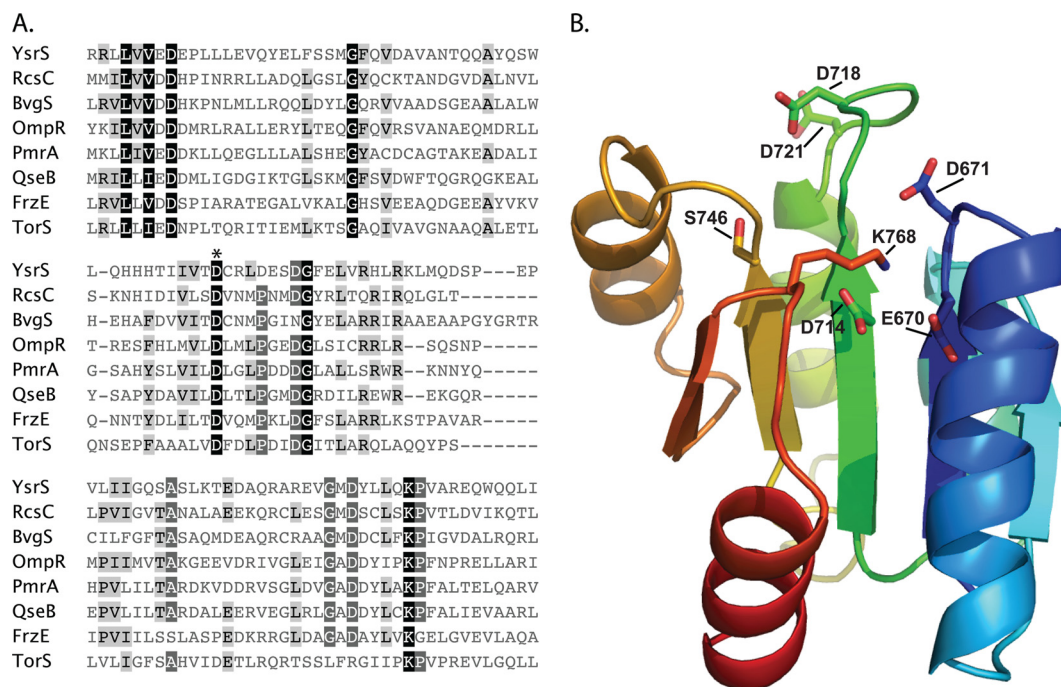 A.
B.
YsrS RRLLVVEDEPLLLEVQYELFSSMGFQVDAVANTQQAYQSW
RcsC MMILVVDDHPINRRLLADQLGSLGYQCKTANDGVDALNVL
BvgS LRVLVVDDHKPNLMLLRQQLDYLGQRVVAADSGEAALALW
OmpR YKILVVDDDMRLRALLERYLTEQGFQVRSVANAEQMDRLL
PmrA MKLLIVEDDKLLQEGLLLALSHEGYACDCAGTAKEADALI
QseB MRILLIEDDMLIGDGIKTGLSKMGFSVDWFTQGRQGKEAL
FrzE LRVLLVDDSPIARATEGALVKALGHSVEEAQDGEEAYVKV
TorS LRLLLIEDNPLTQRITIEMLKTSGAQIVAVGNAAQALETL
*
YsrS L-QHHHTIIVTDCRLDESDGFELVRHLRKLMQDSP----EP
RcsC S-KNHIDIVLSDVNMPNMDGYRLTQRIRQLGLT-------
BvgS H-EHAFDVVITDCNMPGINGYELARRIRAAEAAPGYGRTR
OmpR T-RESFHLMVLDLMLPGEDGLSICRRLR--SQSNP-----
PmrA G-SAHYSLVILDLGLPDDDGLALLSRWR--KNNYQ-----
QseB Y-SAPYDAVILDLTLPGMDGRDILREWR--EKGQR-----
FrzE Q-NNTYDLILTDVQMPKLDGFSLARRLKSTPAVAR-----
TorS QNSEPFAAALVDFDLPDIDGITLARQLAQQYPS-------
YsrS VLIIGQSASLKTEDAQRAREVGMDYLLQKPVAREQWQQLI
RcsC LPVIGVTANALAEEKQRCLESGMDSCLSKPVTLDVIKQTL
BvgS CILFGFTASAQMDEAQRCRAAGMDDCLFKPIGVDALRQRL
OmpR MPIIMVTAKGEEVDRIVGLEIGADDYIPKPFNPRELLARI
PmrA HPVLILTARDKVDDRVSGLDVGADDYLAKPFALTELQARV
QseB EPVLILTARDALEERVEGLRLGADDYLCKPFALIEVAARL
FrzE IPVIILSSLASPEDKRRGLDAGADAYLVKGELGVEVLAQA
TorS LVLIGFSAHVIDETLRQRTSSLFRGIIPKPVPREVLGQLL
D718
D721
D671
S746
K768
D714
E670